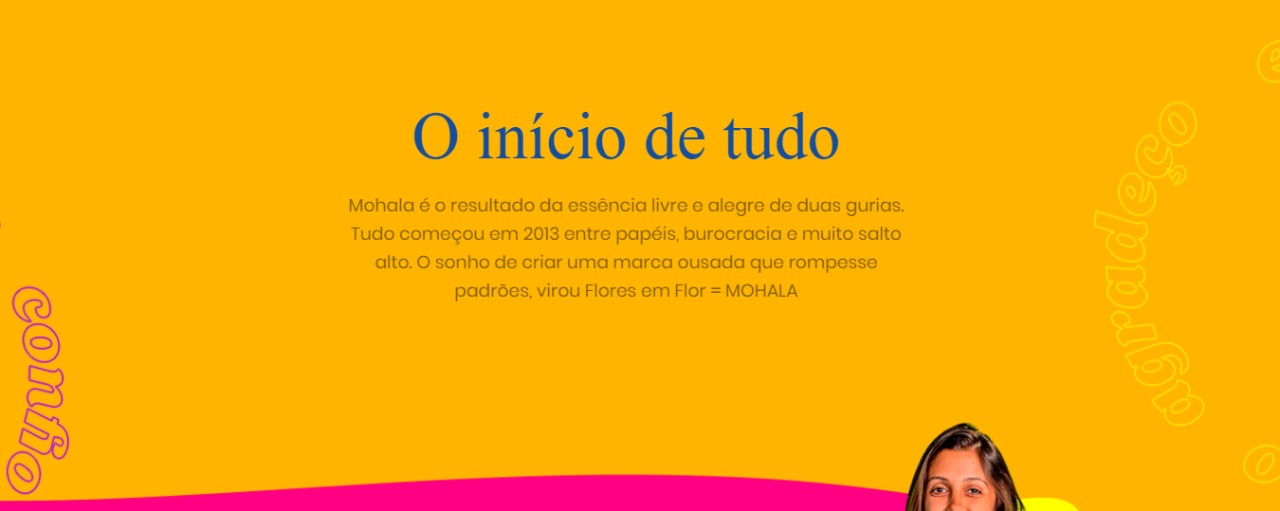 O início de tudo
Mohala é o resultado da essência livre e alegre de duas gurias.
Tudo começou em 2013 entre papéis, burocracia e muito salto
alto. O sonho de criar uma marca ousada que rompesse
padrões, virou Flores em Flor = MOHALA
confio
agradeço